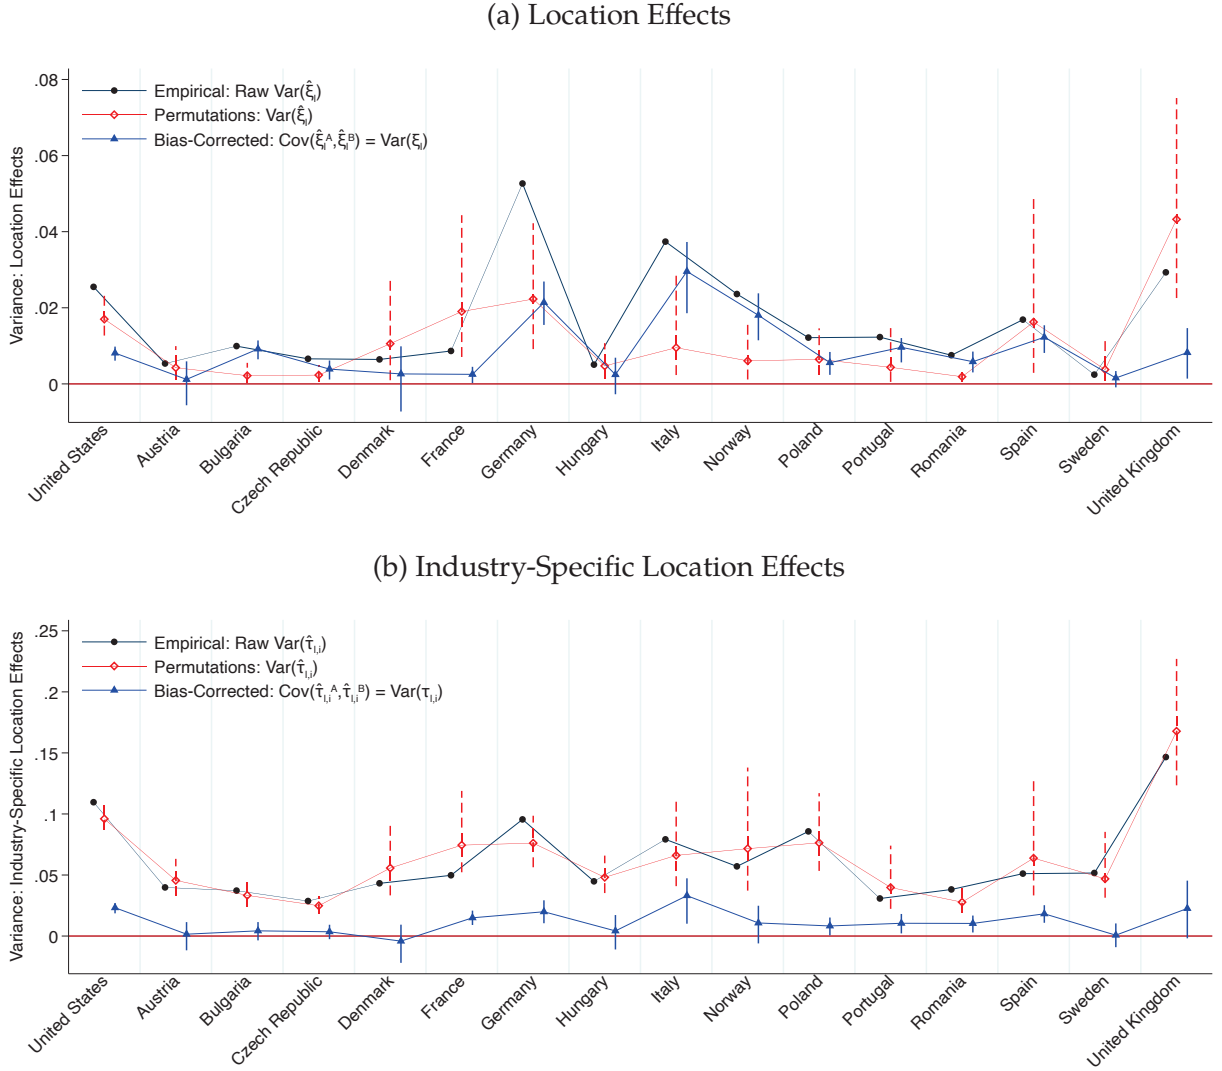 (a) Location Effects
Variance: Location Effects
.08
.06
.04
.02
0
Empirical: Raw Var(ξ̂ₗ)
Permutations: Var(ξ̂ₗ)
Bias-Corrected: Cov(ξ̂ₗᴬ,ξ̂ₗᴮ) = Var(ξₗ)
United States
Austria
Bulgaria
Czech Republic
Denmark
France
Germany
Hungary
Italy
Norway
Poland
Portugal
Romania
Spain
Sweden
United Kingdom
(b) Industry-Specific Location Effects
Variance: Industry-Specific Location Effects
.25
.2
.15
.1
.05
0
Empirical: Raw Var(τ̂ₗ,ᵢ)
Permutations: Var(τ̂ₗ,ᵢ)
Bias-Corrected: Cov(τ̂ₗ,ᵢᴬ,τ̂ₗ,ᵢᴮ) = Var(τₗ,ᵢ)
United States
Austria
Bulgaria
Czech Republic
Denmark
France
Germany
Hungary
Italy
Norway
Poland
Portugal
Romania
Spain
Sweden
United Kingdom